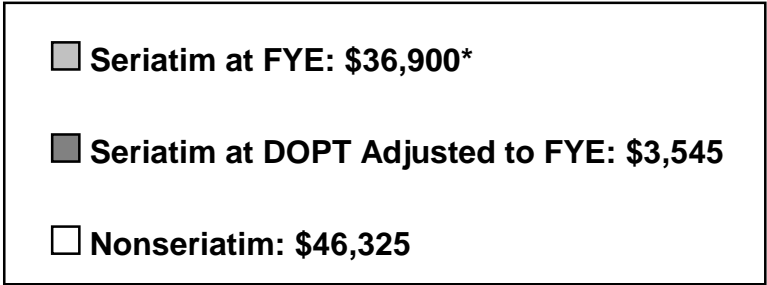 Seriatim at FYE: $36,900*
Seriatim at DOPT Adjusted to FYE: $3,545
Nonseriatim: $46,325